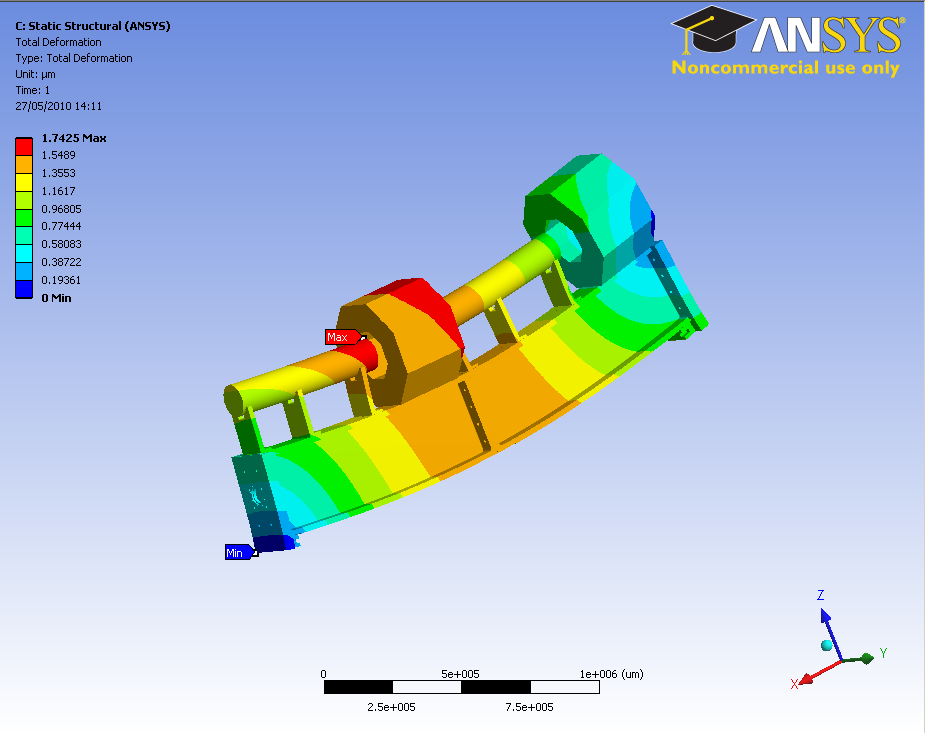 C: Static Structural (ANSYS)
Total Deformation
Type: Total Deformation
Unit: µm
Time: 1
27/05/2010 14:11
ANSYS®
Noncommercial use only
1.7425 Max
1.5489
1.3553
1.1617
0.96805
0.77444
0.58083
0.38722
0.19361
0 Min
Max
Min
Z
Y
X
0 5e+005 1e+006 (um)
2.5e+005 7.5e+005